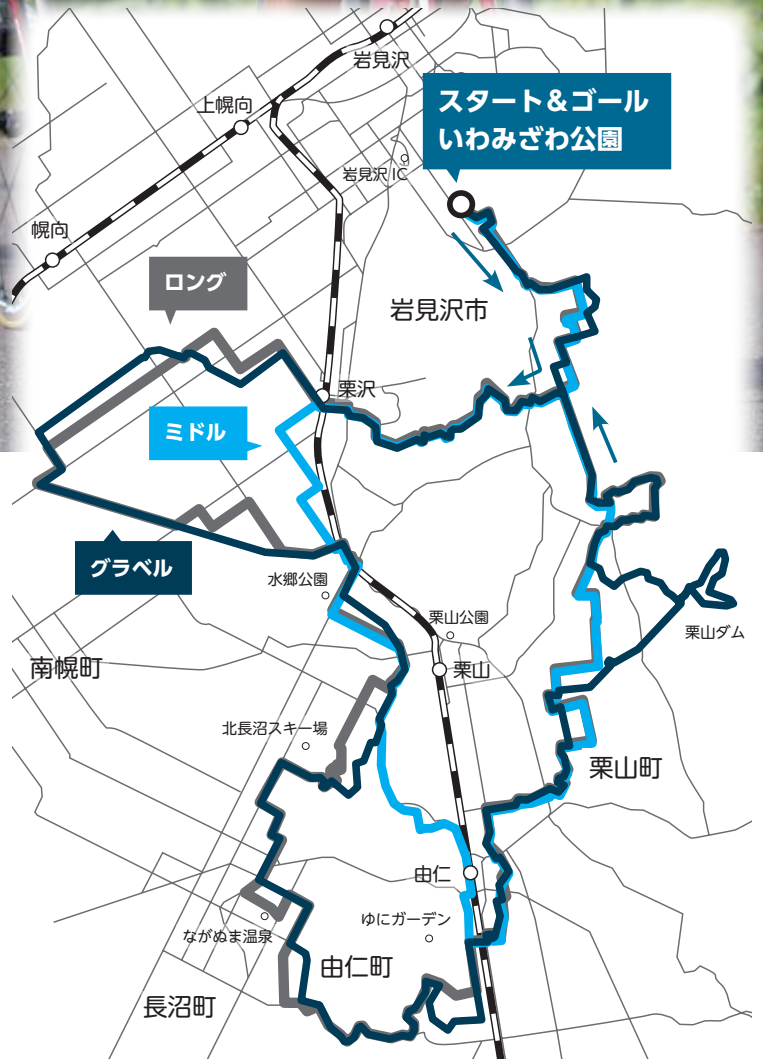 岩見沢
上幌向
スタート＆ゴール
いわみざわ公園
岩見沢 IC
幌向
ロング
岩見沢市
栗沢
ミドル
グラベル
水郷公園
栗山公園
栗山ダム
南幌町
栗山
北長沼スキー場
栗山町
由仁
ゆにガーデン
ながぬま温泉
由仁町
長沼町